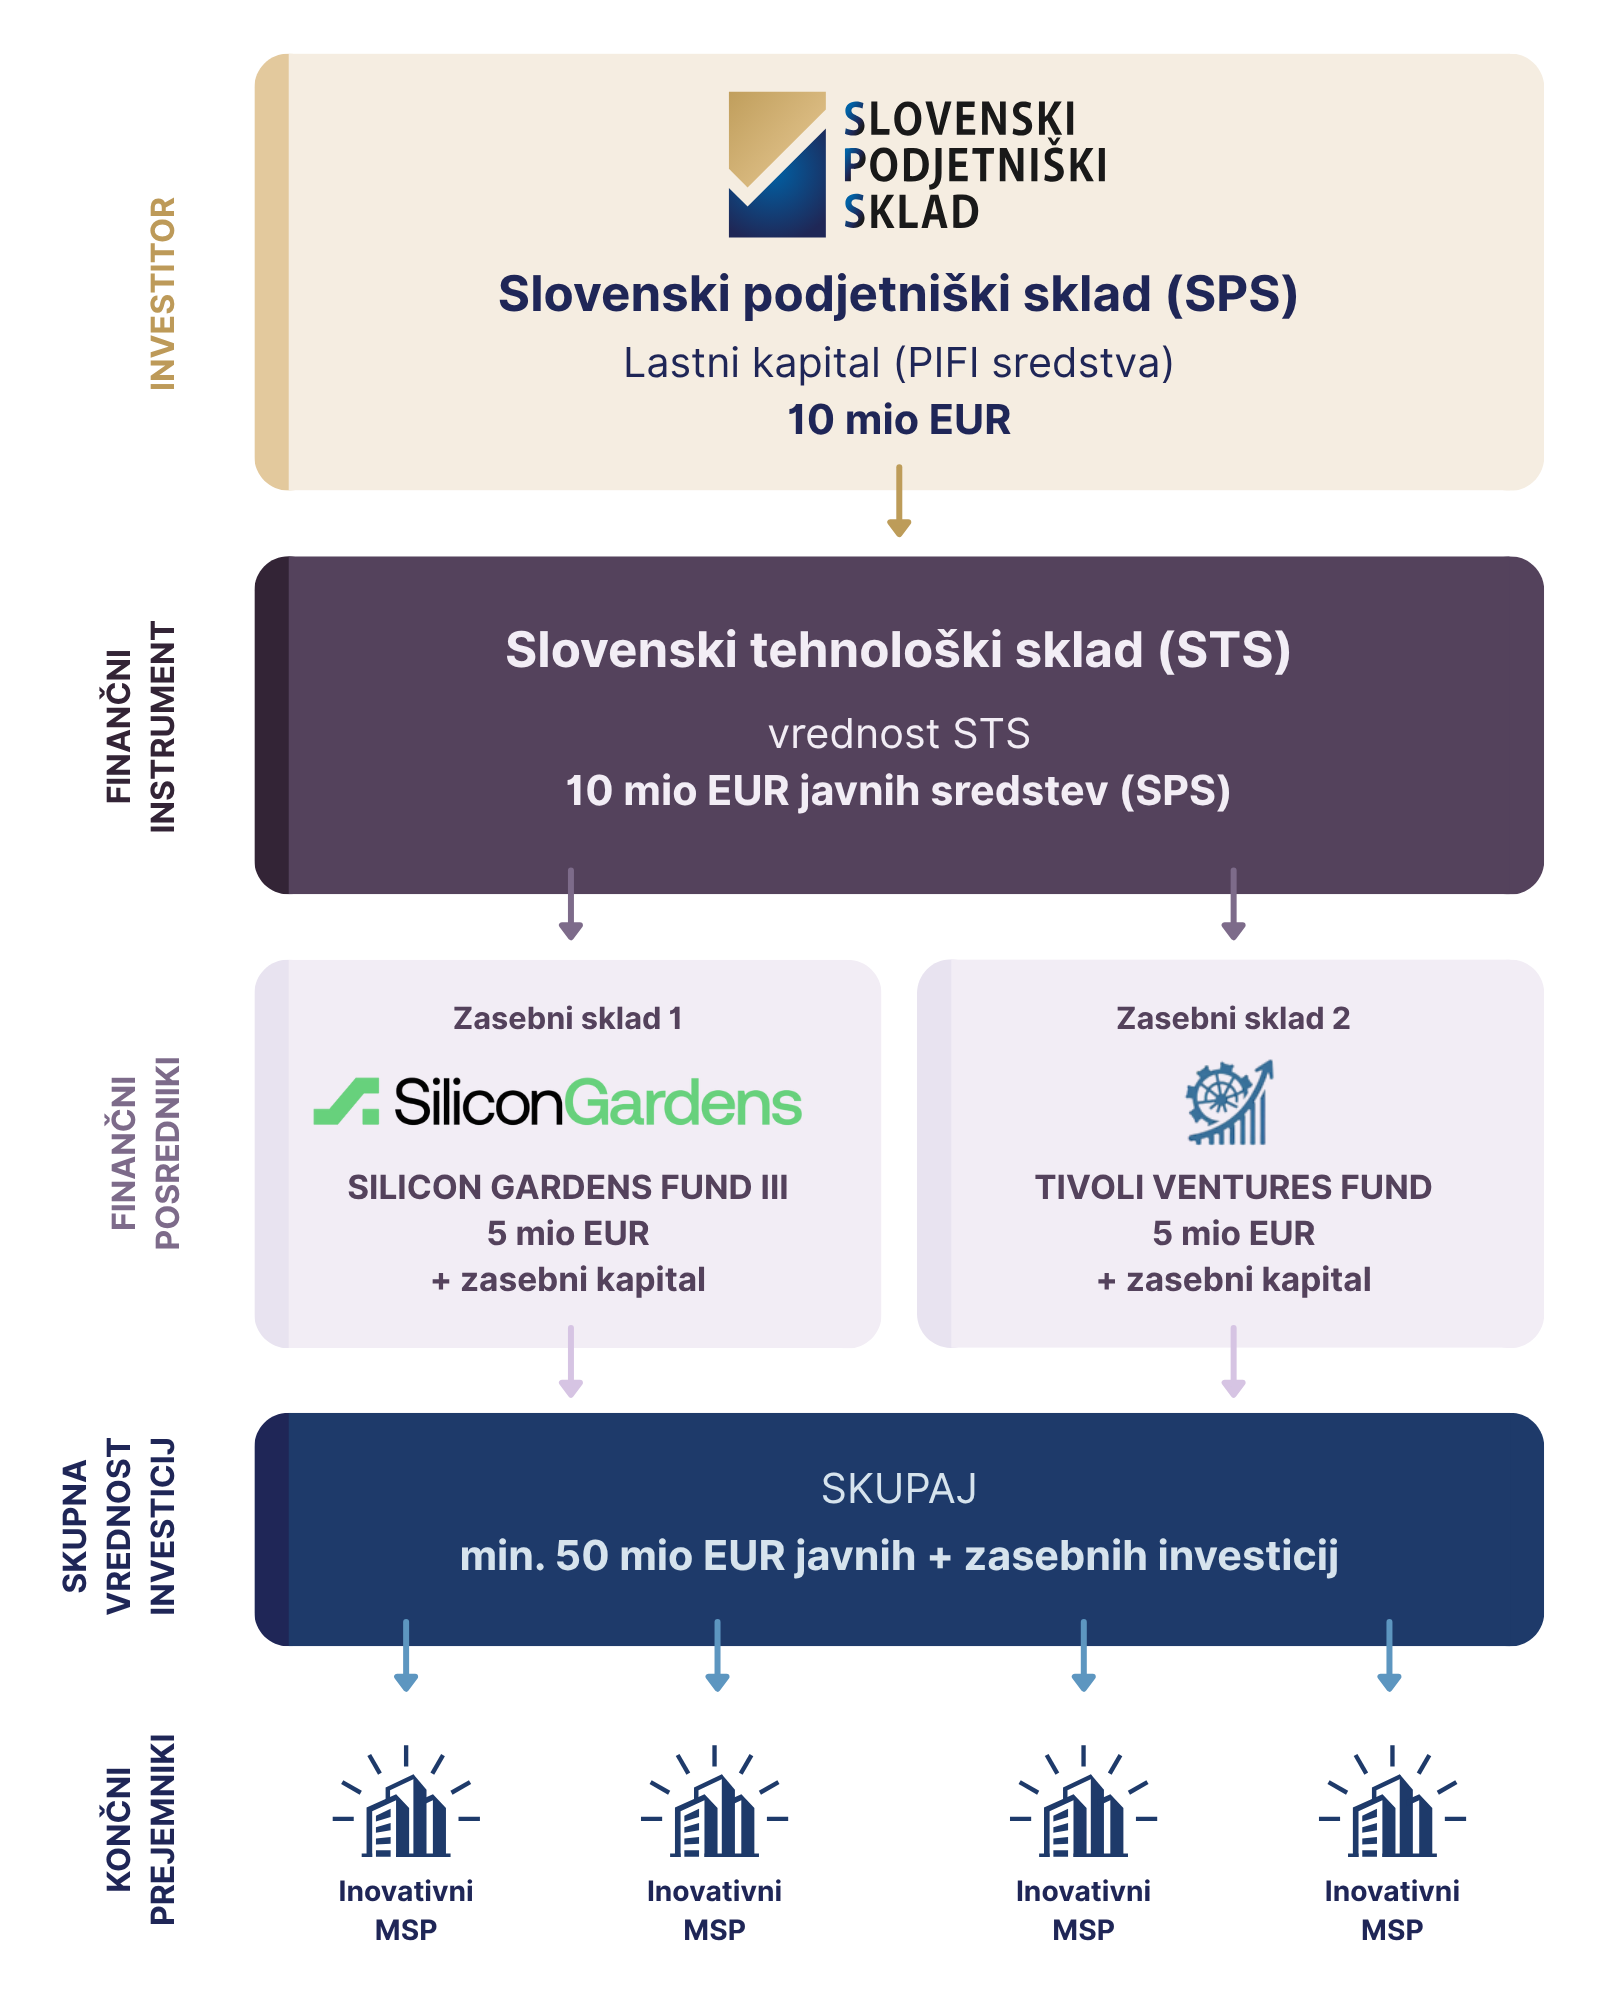 INVESTITOR
SLOVENSKI
PODJETNIŠKI
SKLAD
Slovenski podjetniški sklad (SPS)
Lastni kapital (PIFI sredstva)
10 mio EUR
FINANČNI
INSTRUMENT
Slovenski tehnološki sklad (STS)
vrednost STS
10 mio EUR javnih sredstev (SPS)
FINANČNI
POSREDNIKI
Zasebni sklad 1
SiliconGardens
SILICON GARDENS FUND III
5 mio EUR
+ zasebni kapital
Zasebni sklad 2
TIVOLI VENTURES FUND
5 mio EUR
+ zasebni kapital
SKUPNA
VREDNOST
INVESTICIJ
SKUPAJ
min. 50 mio EUR javnih + zasebnih investicij
KONČNI
PREJEMNIKI
Inovativni
MSP
Inovativni
MSP
Inovativni
MSP
Inovativni
MSP